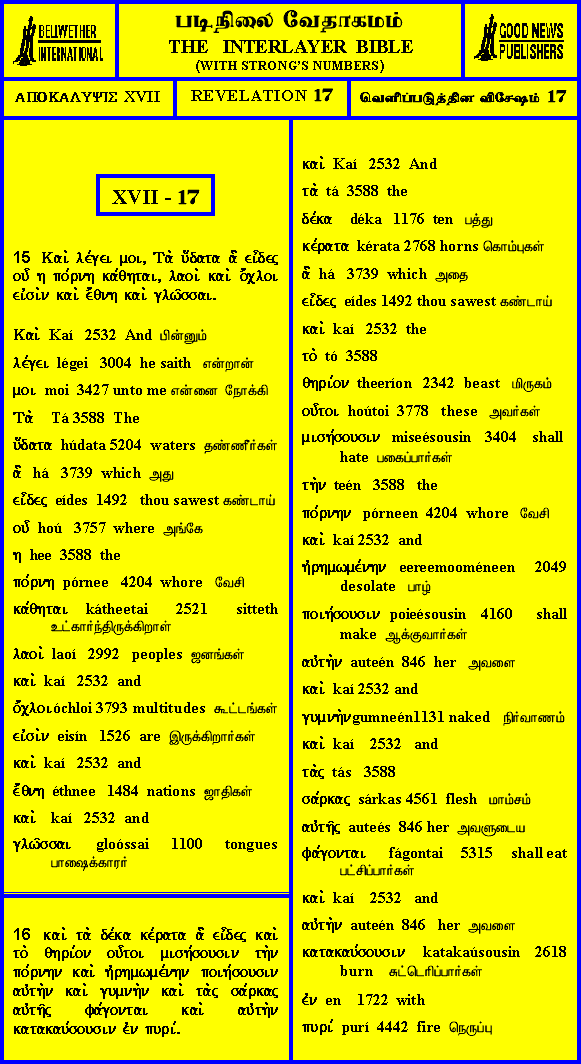 BELLWETHER
INTERNATIONAL
படிநிலை வேதாகமம்
THE INTERLAYER BIBLE
(WITH STRONG'S NUMBERS)
GOOD NEWS
PUBLISHERS
ΑΠΟΚΑΛΥΨΙΣ XVII
REVELATION 17
வெளிப்படுத்தின விசேஷம் 17
XVII - 17
15 Καὶ λέγει μοι, Τὰ ὕδατα ἃ εἶδες
οὗ η πόρνη κάθηται, λαοὶ καὶ ὄχλοι
εἰσὶν καὶ ἔθνη καὶ γλῶσσαι.
Καὶ Kaí 2532 And பின்னும்
λέγει légei 3004 he saith என்றான்
μοι moi 3427 unto me என்னை நோக்கி
Τὰ Tá 3588 The
ὕδατα húdata 5204 waters தண்ணீர்கள்
ἃ há 3739 which அது
εἶδες eídes 1492 thou sawest கண்டாய்
οὗ hoú 3757 where அங்கே
η hee 3588 the
πόρνη pórnee 4204 whore வேசி
κάθηται kátheetai 2521 sitteth
உட்கார்ந்திருக்கிறாள்
λαοὶ laoí 2992 peoples ஜனங்கள்
καὶ kaí 2532 and
ὄχλοι óchloi 3793 multitudes கூட்டங்கள்
εἰσὶν eisín 1526 are இருக்கிறார்கள்
καὶ kaí 2532 and
ἔθνη éthnee 1484 nations ஜாதிகள்
καὶ kaí 2532 and
γλῶσσαι gloóssai 1100 tongues
பாஷைக்காரர்
16 καὶ τὰ δέκα κέρατα ἃ εἶδες καὶ
τὸ θηρίον οὗτοι μισήσουσιν τὴν
πόρνην καὶ ἠρημωμένην ποιήσουσιν
αὐτὴν καὶ γυμνὴν καὶ τὰς σάρκας
αὐτῆς φάγονται καὶ αὐτὴν
κατακαύσουσιν ἐν πυρί.
καὶ Kaí 2532 And
τὰ tá 3588 the
δέκα déka 1176 ten பத்து
κέρατα kérata 2768 horns கொம்புகள்
ἃ há 3739 which அதை
εἶδες eídes 1492 thou sawest கண்டாய்
καὶ kaí 2532 the
τὸ tó 3588
θηρίον theeríon 2342 beast மிருகம்
οὗτοι hoútoi 3778 these அவர்கள்
μισήσουσιν miseésousin 3404 shall
hate பகைப்பார்கள்
τὴν teén 3588 the
πόρνην pórneen 4204 whore வேசி
καὶ kaí 2532 and
ἠρημωμένην eereemooméneen 2049
desolate பாழ்
ποιήσουσιν poieésousin 4160 shall
make ஆக்குவார்கள்
αὐτὴν auteén 846 her அவளை
καὶ kaí 2532 and
γυμνὴν gumneén1131 naked நிர்வாணம்
καὶ kaí 2532 and
τὰς tás 3588
σάρκας sárkas 4561 flesh மாம்சம்
αὐτῆς auteés 846 her அவளுடைய
φάγονται fágontai 5315 shall eat
பட்சிப்பார்கள்
καὶ kaí 2532 and
αὐτὴν auteén 846 her அவளை
κατακαύσουσιν katakaúsousin 2618
burn சுட்டெரிப்பார்கள்
ἐν en 1722 with
πυρί purí 4442 fire நெருப்பு